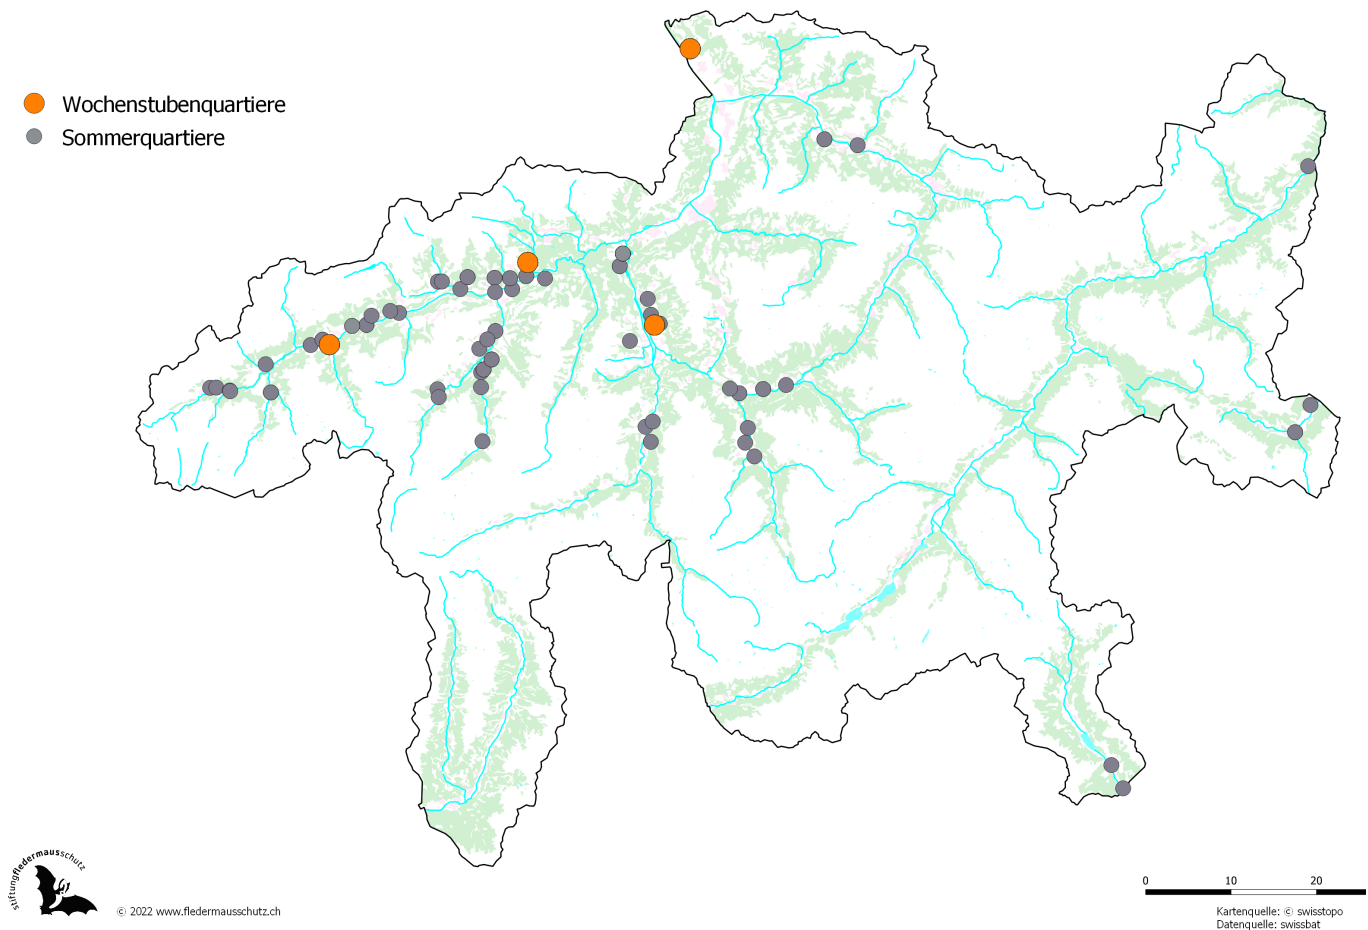 Wochenstubenquartiere
Sommerquartiere
stiftungfledermausschutz
© 2022 www.fledermausschutz.ch
0 10 20
Kartenquelle: © swisstopo
Datenquelle: swissbat